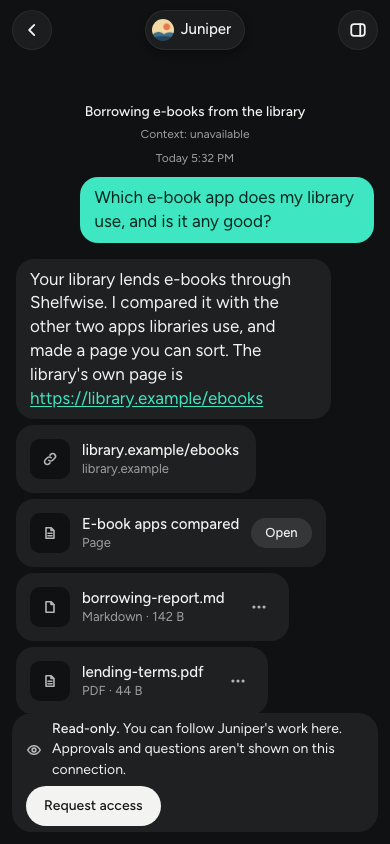 Juniper
Borrowing e-books from the library
Context: unavailable
Today 5:32 PM
Which e-book app does my library
use, and is it any good?
Your library lends e-books through
Shelfwise. I compared it with the
other two apps libraries use, and
made a page you can sort. The
library's own page is
https://library.example/ebooks
library.example/ebooks
library.example
E-book apps compared
Page
Open
borrowing-report.md
Markdown · 142 B
lending-terms.pdf
PDF · 44 B
Read-only. You can follow Juniper's work here.
Approvals and questions aren't shown on this
connection.
Request access